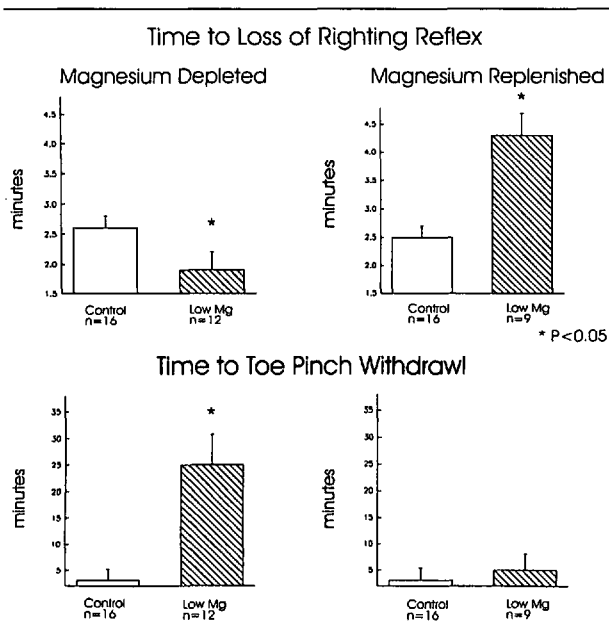 Time to Loss of Righting Reflex
Magnesium Depleted
Magnesium Replenished
minutes
4.5
4.0
3.5
3.0
2.5
2.0
1.5
*
Control
n=16
Low Mg
n=12
minutes
4.5
4.0
3.5
3.0
2.5
2.0
1.5
*
Control
n=16
Low Mg
n=9
* P<0.05
Time to Toe Pinch Withdrawl
minutes
35
30
25
20
15
10
5
*
Control
n=16
Low Mg
n=12
minutes
35
30
25
20
15
10
5
Control
n=16
Low Mg
n=9